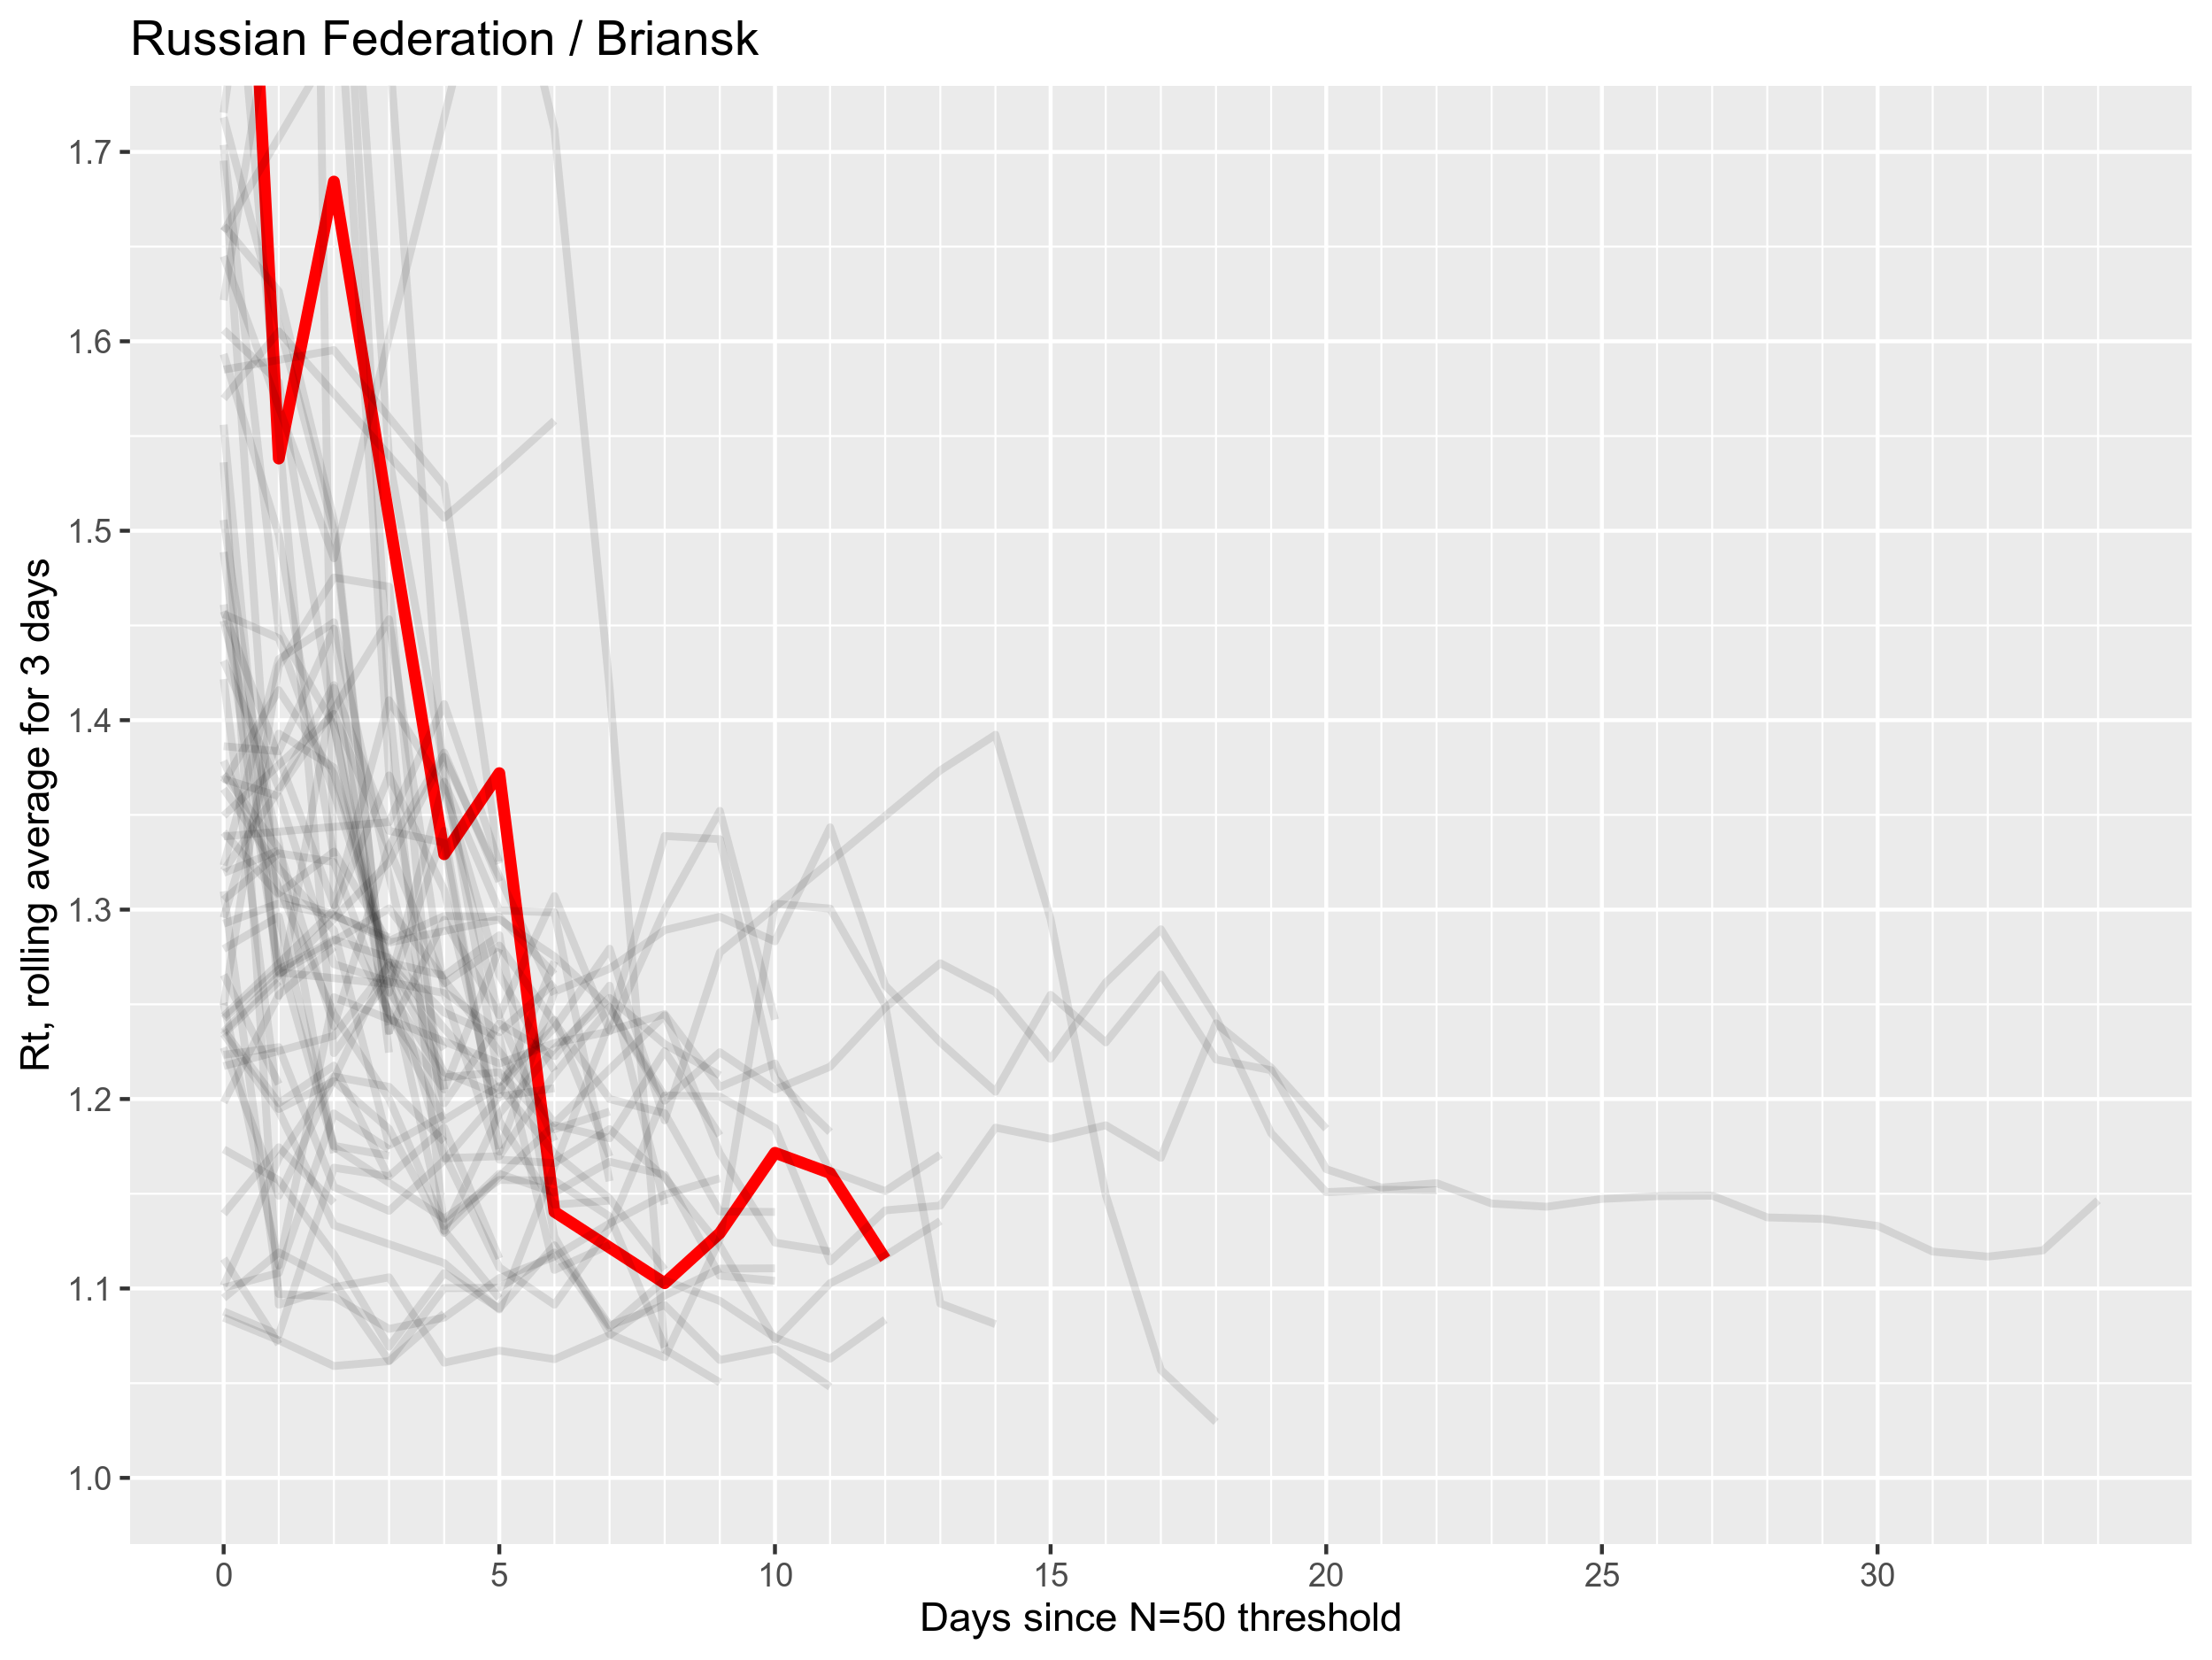 Russian Federation / Briansk
Rt, rolling average for 3 days
1.7
1.6
1.5
1.4
1.3
1.2
1.1
1.0
0 5 10 15 20 25 30
Days since N=50 threshold